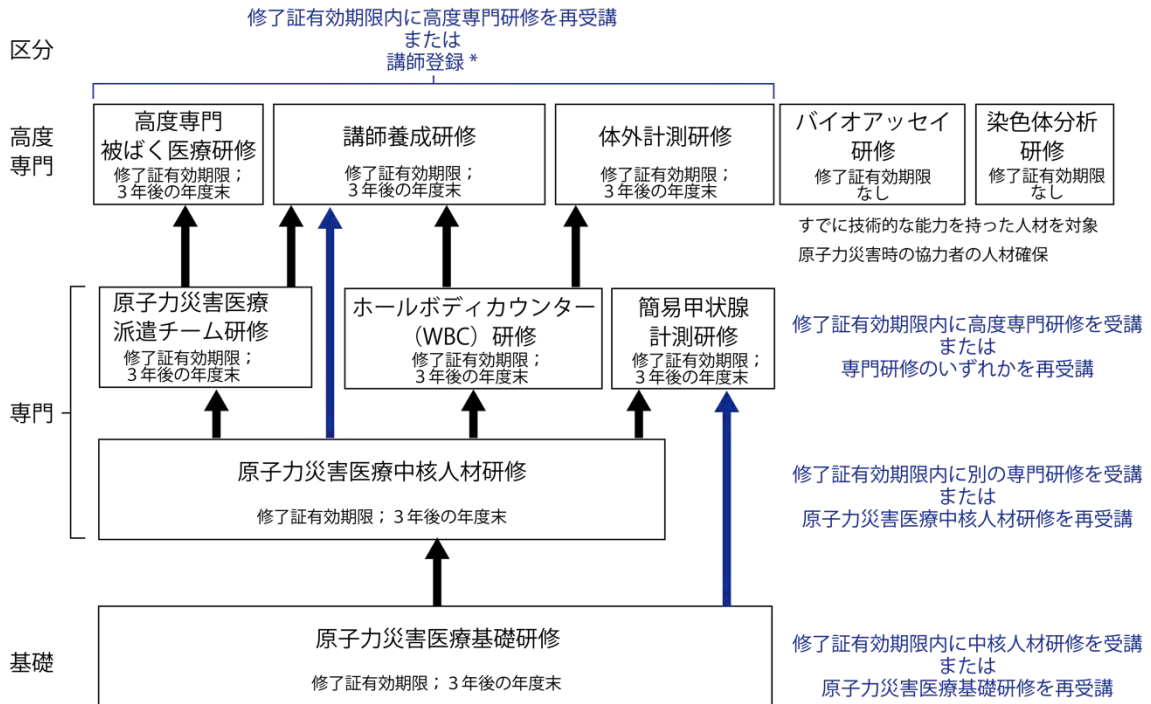 修了証有効期限内に高度専門研修を再受講
または
講師登録 *
区分
高度
専門
高度専門
被ばく医療研修
修了証有効期限；
３年後の年度末
講師養成研修
修了証有効期限；
３年後の年度末
体外計測研修
修了証有効期限；
３年後の年度末
バイオアッセイ
研修
修了証有効期限
なし
染色体分析
研修
修了証有効期限
なし
すでに技術的な能力を持った人材を対象
原子力災害時の協力者の人材確保
専門
原子力災害医療
派遣チーム研修
修了証有効期限；
３年後の年度末
ホールボディカウンター
（WBC）研修
修了証有効期限；
３年後の年度末
簡易甲状腺
計測研修
修了証有効期限；
３年後の年度末
修了証有効期限内に高度専門研修を受講
または
専門研修のいずれかを再受講
原子力災害医療中核人材研修
修了証有効期限；３年後の年度末
修了証有効期限内に別の専門研修を受講
または
原子力災害医療中核人材研修を再受講
基礎
原子力災害医療基礎研修
修了証有効期限；３年後の年度末
修了証有効期限内に中核人材研修を受講
または
原子力災害医療基礎研修を再受講